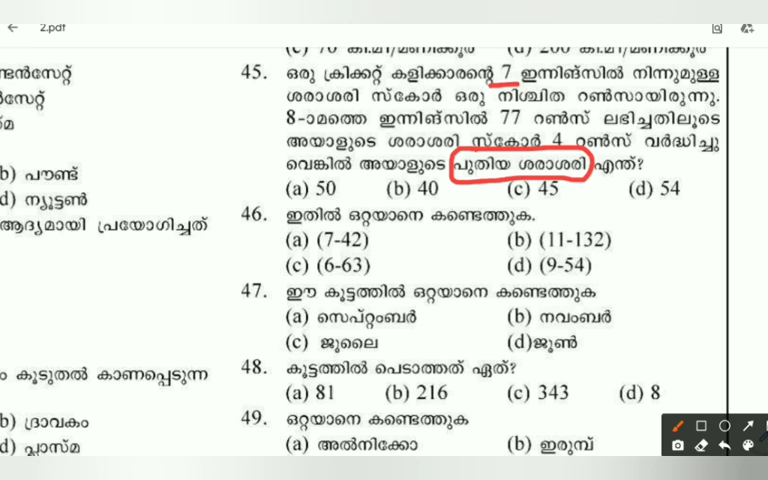 2.pdf
(c) 70 കി.മീ/മണിക്കൂർ (d) 200 കി.മീ/മണിക്കൂർ
45. ഒരു ക്രിക്കറ്റ് കളിക്കാരന്റെ 7 ഇന്നിങ്സിൽ നിന്നുമുള്ള
ശരാശരി സ്കോർ ഒരു നിശ്ചിത റൺസായിരുന്നു.
8-ാമത്തെ ഇന്നിങ്സിൽ 77 റൺസ് ലഭിച്ചതിലൂടെ
അയാളുടെ ശരാശരി സ്കോർ 4 റൺസ് വർദ്ധിച്ചു
വെങ്കിൽ അയാളുടെ പുതിയ ശരാശരി എന്ത്?
(a) 50 (b) 40 (c) 45 (d) 54
46. ഇതിൽ ഒറ്റയാനെ കണ്ടെത്തുക.
(a) (7-42) (b) (11-132)
(c) (6-63) (d) (9-54)
47. ഈ കൂട്ടത്തിൽ ഒറ്റയാനെ കണ്ടെത്തുക
(a) സെപ്റ്റംബർ (b) നവംബർ
(c) ജൂലൈ (d)ജൂൺ
48. കൂട്ടത്തിൽ പെടാത്തത് ഏത്?
(a) 81 (b) 216 (c) 343 (d) 8
49. ഒറ്റയാനെ കണ്ടെത്തുക
(a) അൽനിക്കോ (b) ഇരുമ്പ്
b) പൗണ്ട്
d) ന്യൂട്ടൺ
ആദ്യമായി പ്രയോഗിച്ചത്
കൂടുതൽ കാണപ്പെടുന്ന
b) ദ്രാവകം
d) പ്ലാസ്മ